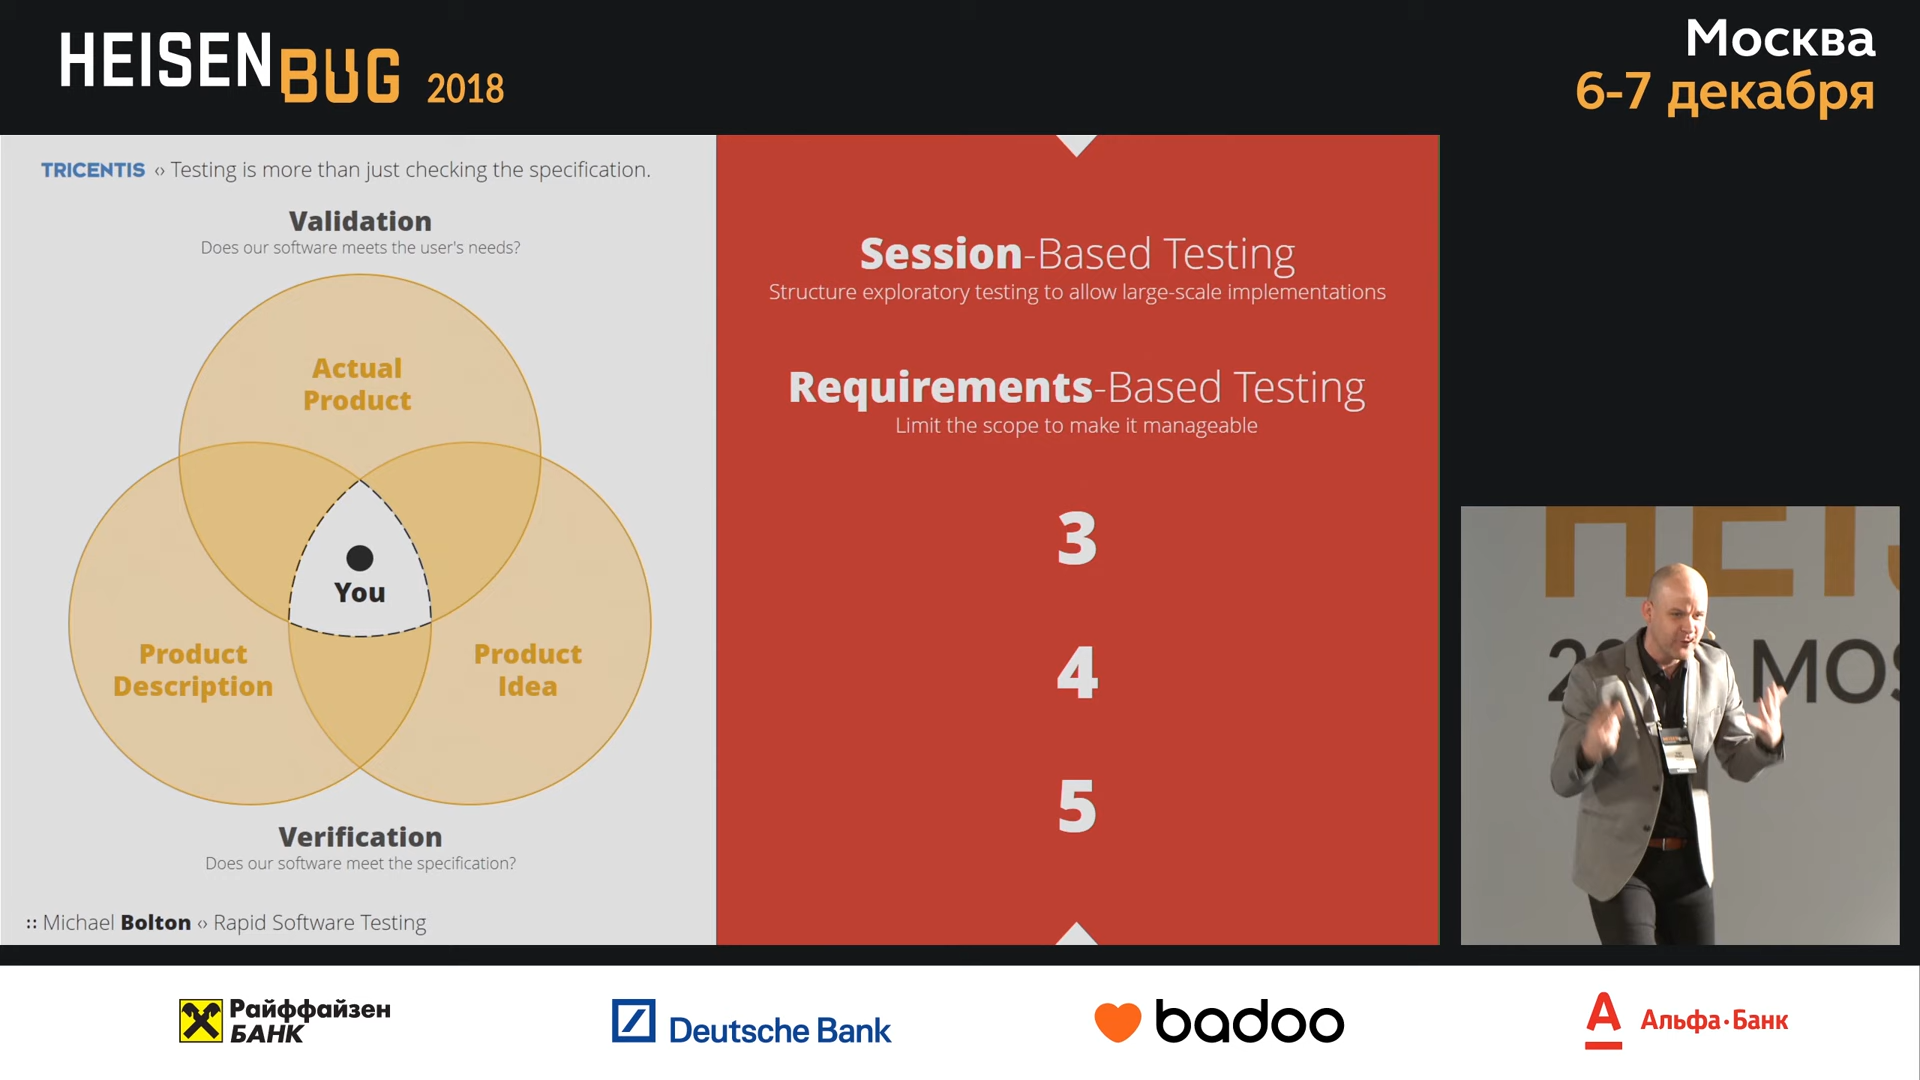 HEISENBUG 2018
Москва
6-7 декабря
TRICENTIS ‹› Testing is more than just checking the specification.
Validation
Does our software meets the user's needs?
Actual
Product
You
Product
Description
Product
Idea
Verification
Does our software meet the specification?
:: Michael Bolton ‹› Rapid Software Testing
Session-Based Testing
Structure exploratory testing to allow large-scale implementations
Requirements-Based Testing
Limit the scope to make it manageable
3
4
5
HEIS
MOS
Райффайзен
БАНК
Deutsche Bank
badoo
Альфа·Банк